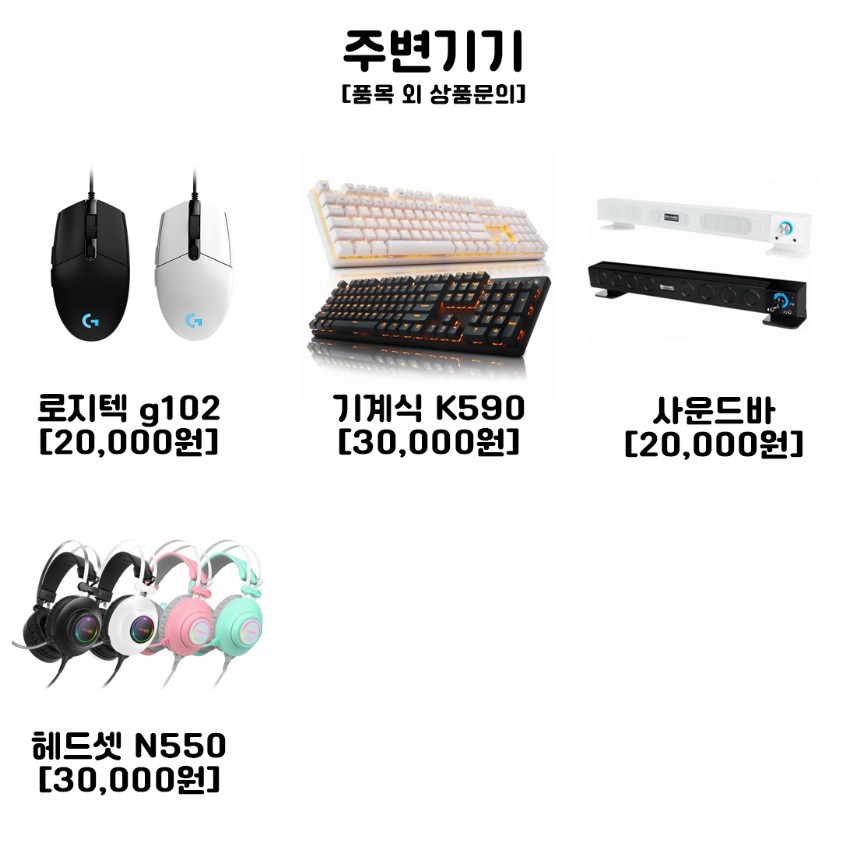 주변기기
[품목 외 상품문의]
로지텍 g102
[20,000원]
기계식 K590
[30,000원]
사운드바
[20,000원]
헤드셋 N550
[30,000원]